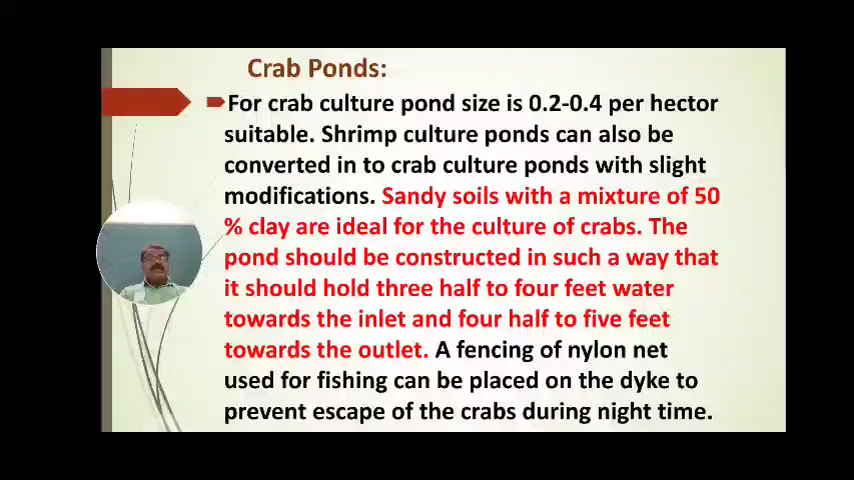 Crab Ponds:
For crab culture pond size is 0.2-0.4 per hector
suitable. Shrimp culture ponds can also be
converted in to crab culture ponds with slight
modifications. Sandy soils with a mixture of 50
% clay are ideal for the culture of crabs. The
pond should be constructed in such a way that
it should hold three half to four feet water
towards the inlet and four half to five feet
towards the outlet. A fencing of nylon net
used for fishing can be placed on the dyke to
prevent escape of the crabs during night time.